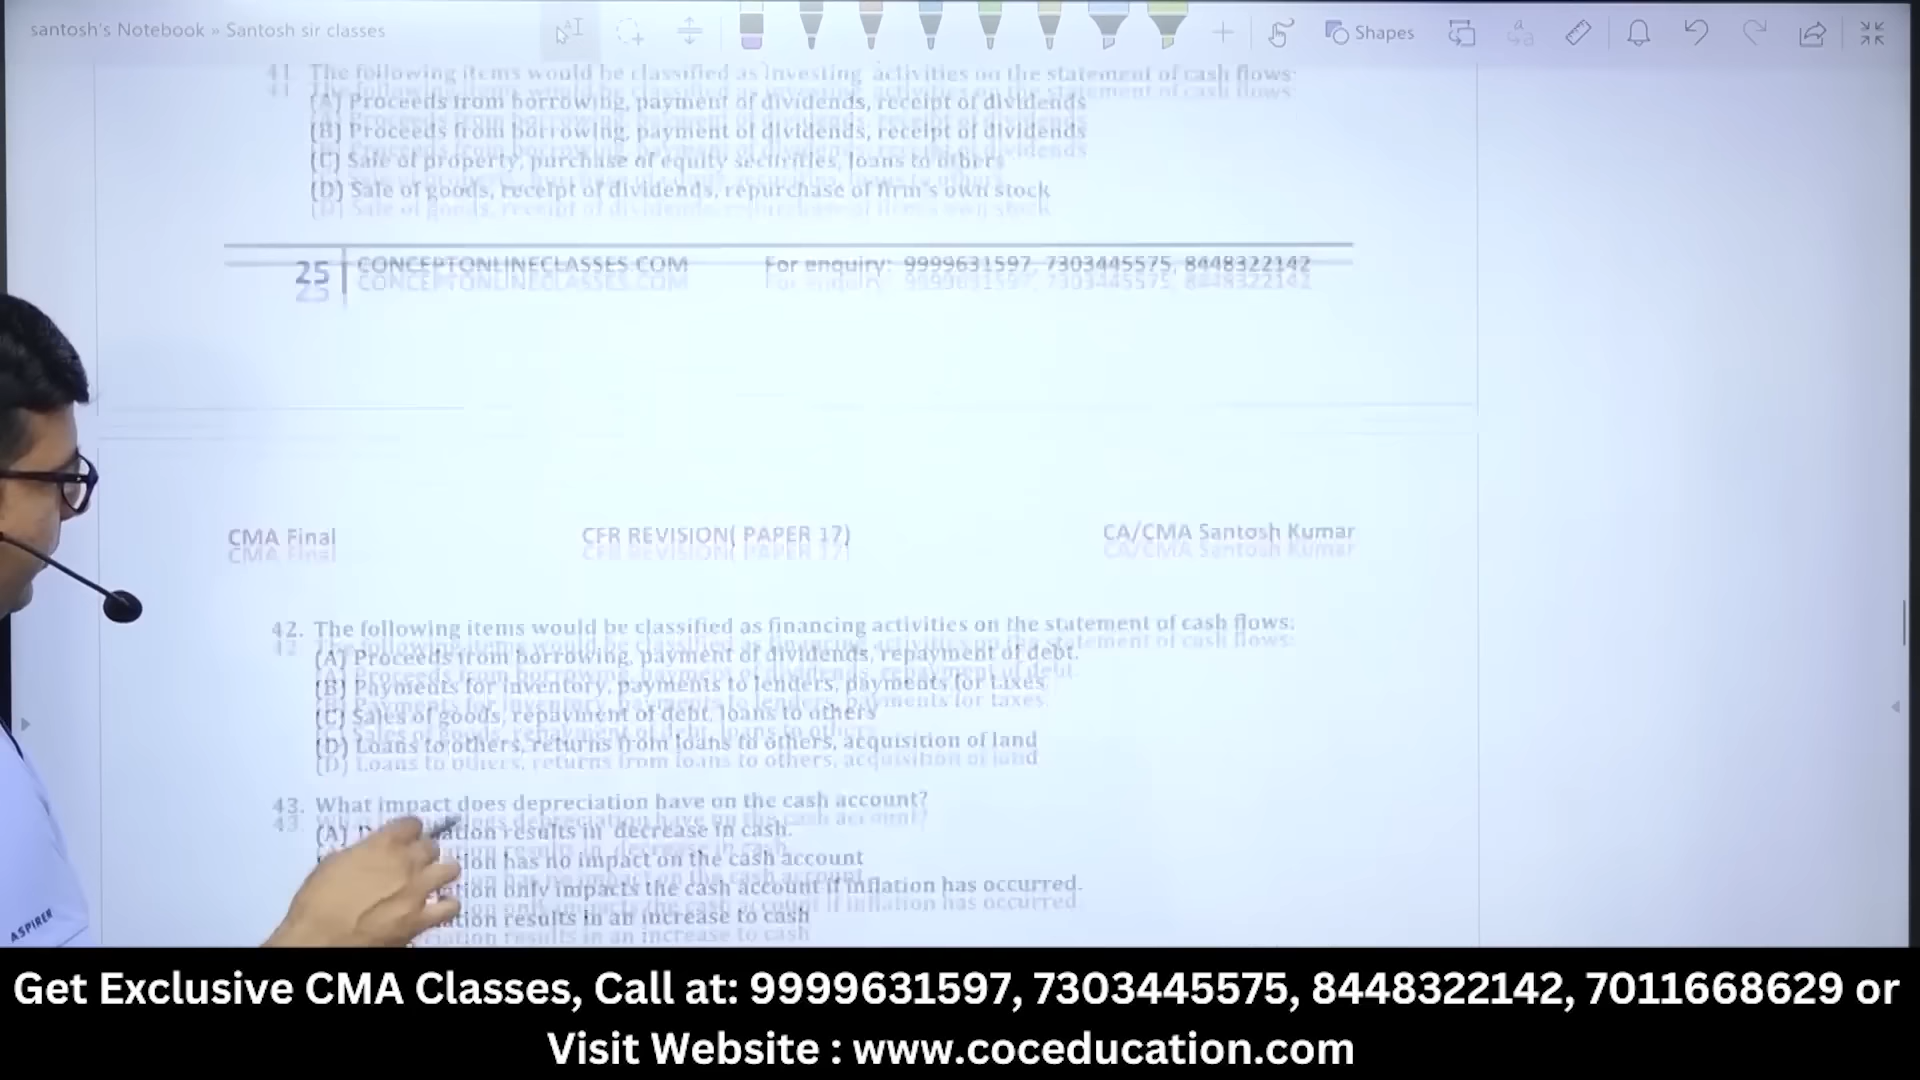 santosh's Notebook » Santosh sir classes
Shapes
41. The following items would be classified as investing activities on the statement of cash flows:
(A) Proceeds from borrowing, payment of dividends, receipt of dividends
(B) Proceeds from borrowing, payment of dividends, receipt of dividends
(C) Sale of property, purchase of equity securities, loans to others
(D) Sale of goods, receipt of dividends, repurchase of firm's own stock
25 | CONCEPTONLINECLASSES.COM For enquiry: 9999631597, 7303445575, 8448322142
CMA Final CFR REVISION( PAPER 17) CA/CMA Santosh Kumar
42. The following items would be classified as financing activities on the statement of cash flows:
(A) Proceeds from borrowing, payment of dividends, repayment of debt.
(B) Payments for inventory, payments to lenders, payments for taxes
(C) Sales of goods, repayment of debt, loans to others
(D) Loans to others, returns from loans to others, acquisition of land
43. What impact does depreciation have on the cash account?
(A) results in decrease in cash.
has no impact on the cash account
only impacts the cash account if inflation has occurred.
results in an increase to cash
ASPIRER
Get Exclusive CMA Classes, Call at: 9999631597, 7303445575, 8448322142, 7011668629 or
Visit Website : www.coceducation.com